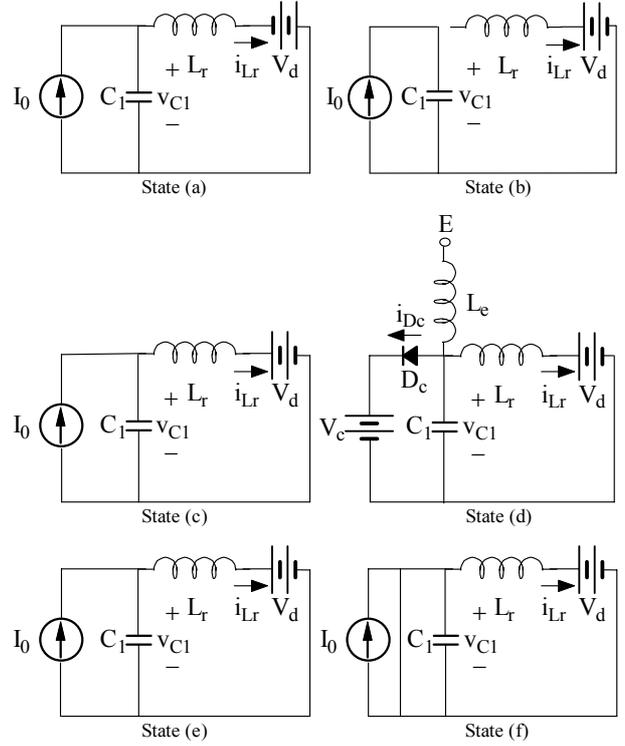 I0 C1 + vC1 − Lr iLr Vd
State (a)
I0 C1 + vC1 − Lr iLr Vd
State (b)
I0 C1 + vC1 − Lr iLr Vd
State (c)
E
Le
iDc
Dc
Vc C1 + vC1 − Lr iLr Vd
State (d)
I0 C1 + vC1 − Lr iLr Vd
State (e)
I0 C1 + vC1 − Lr iLr Vd
State (f)